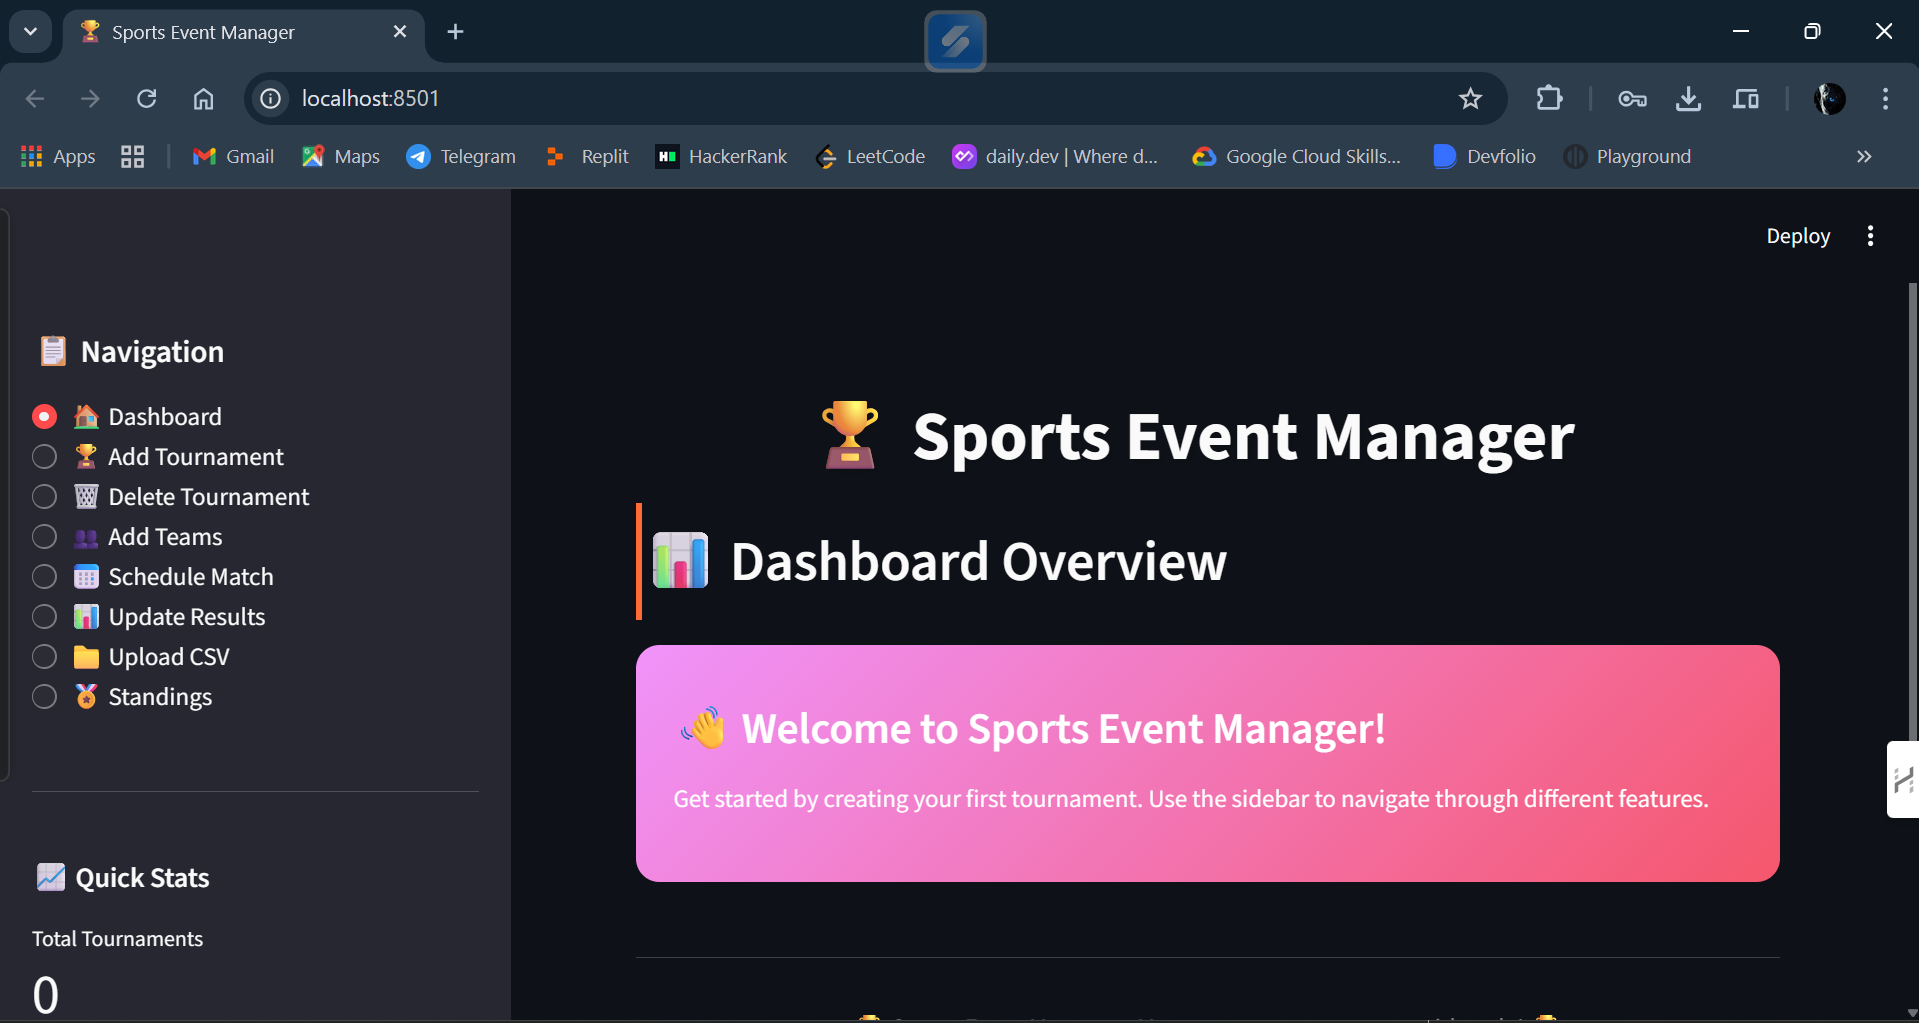 Sports Event Manager
localhost:8501
Apps
Gmail
Maps
Telegram
Replit
HackerRank
LeetCode
daily.dev | Where d...
Google Cloud Skills...
Devfolio
Playground
Deploy
Navigation
Dashboard
Add Tournament
Delete Tournament
Add Teams
Schedule Match
Update Results
Upload CSV
Standings
Quick Stats
Total Tournaments
0
Sports Event Manager
Dashboard Overview
Welcome to Sports Event Manager!
Get started by creating your first tournament. Use the sidebar to navigate through different features.